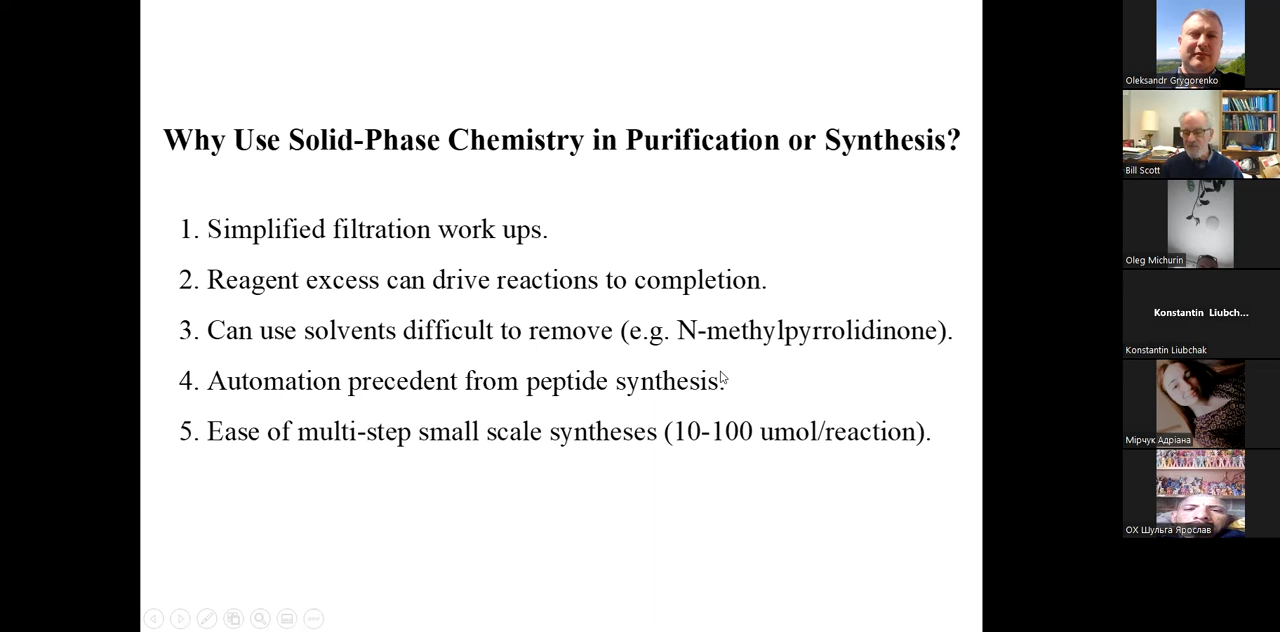 Why Use Solid-Phase Chemistry in Purification or Synthesis?
1. Simplified filtration work ups.
2. Reagent excess can drive reactions to completion.
3. Can use solvents difficult to remove (e.g. N-methylpyrrolidinone).
4. Automation precedent from peptide synthesis.
5. Ease of multi-step small scale syntheses (10-100 umol/reaction).
Oleksandr Grygorenko
Bill Scott
Oleg Michurin
Konstantin Liubch...
Konstantin Liubchak
Мірчук Адріана
ОХ Шульга Ярослав